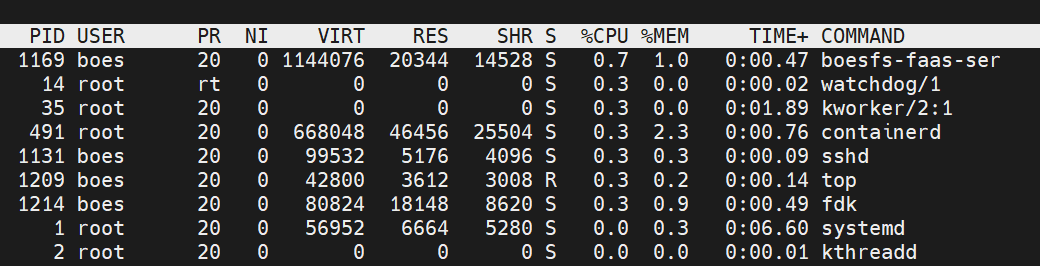 PID USER PR NI VIRT RES SHR S %CPU %MEM TIME+ COMMAND
1169 boes 20 0 1144076 20344 14528 S 0.7 1.0 0:00.47 boesfs-faas-ser
14 root rt 0 0 0 0 S 0.3 0.0 0:00.02 watchdog/1
35 root 20 0 0 0 0 S 0.3 0.0 0:01.89 kworker/2:1
491 root 20 0 668048 46456 25504 S 0.3 2.3 0:00.76 containerd
1131 boes 20 0 99532 5176 4096 S 0.3 0.3 0:00.09 sshd
1209 boes 20 0 42800 3612 3008 R 0.3 0.2 0:00.14 top
1214 boes 20 0 80824 18148 8620 S 0.3 0.9 0:00.49 fdk
1 root 20 0 56952 6664 5280 S 0.0 0.3 0:06.60 systemd
2 root 20 0 0 0 0 S 0.0 0.0 0:00.01 kthreadd